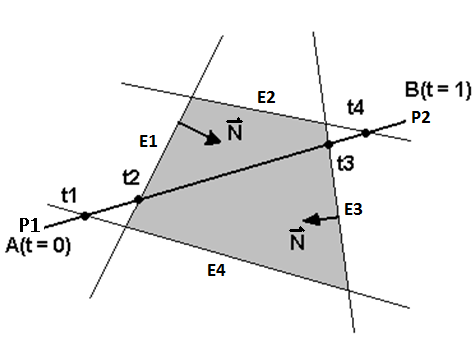 E2
B(t = 1)
t4
P2
E1
N
t2
t3
t1
P1
E3
A(t = 0)
N
E4